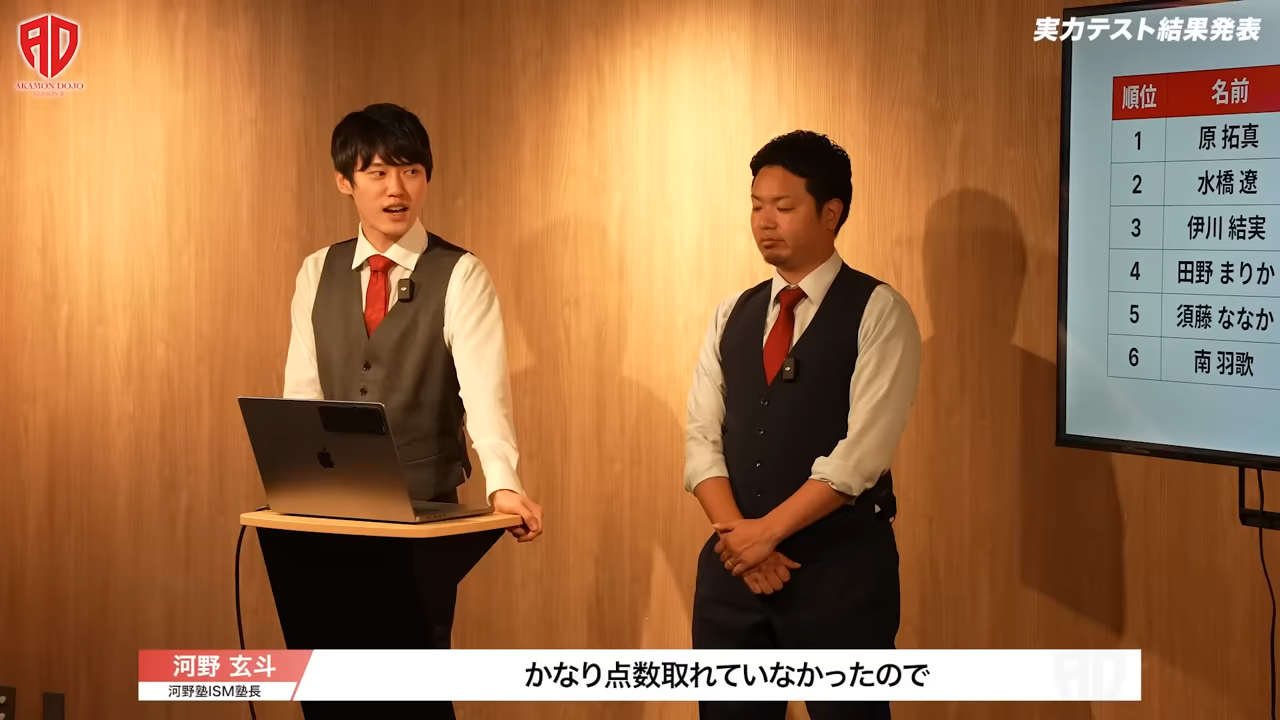 AD
AKAMON DOJO
実力テスト結果発表
順位 名前
1 原 拓真
2 水橋 遼
3 伊川 結実
4 田野 まりか
5 須藤 ななか
6 南 羽歌
河野 玄斗
河野塾ISM塾長
かなり点数取れていなかったので